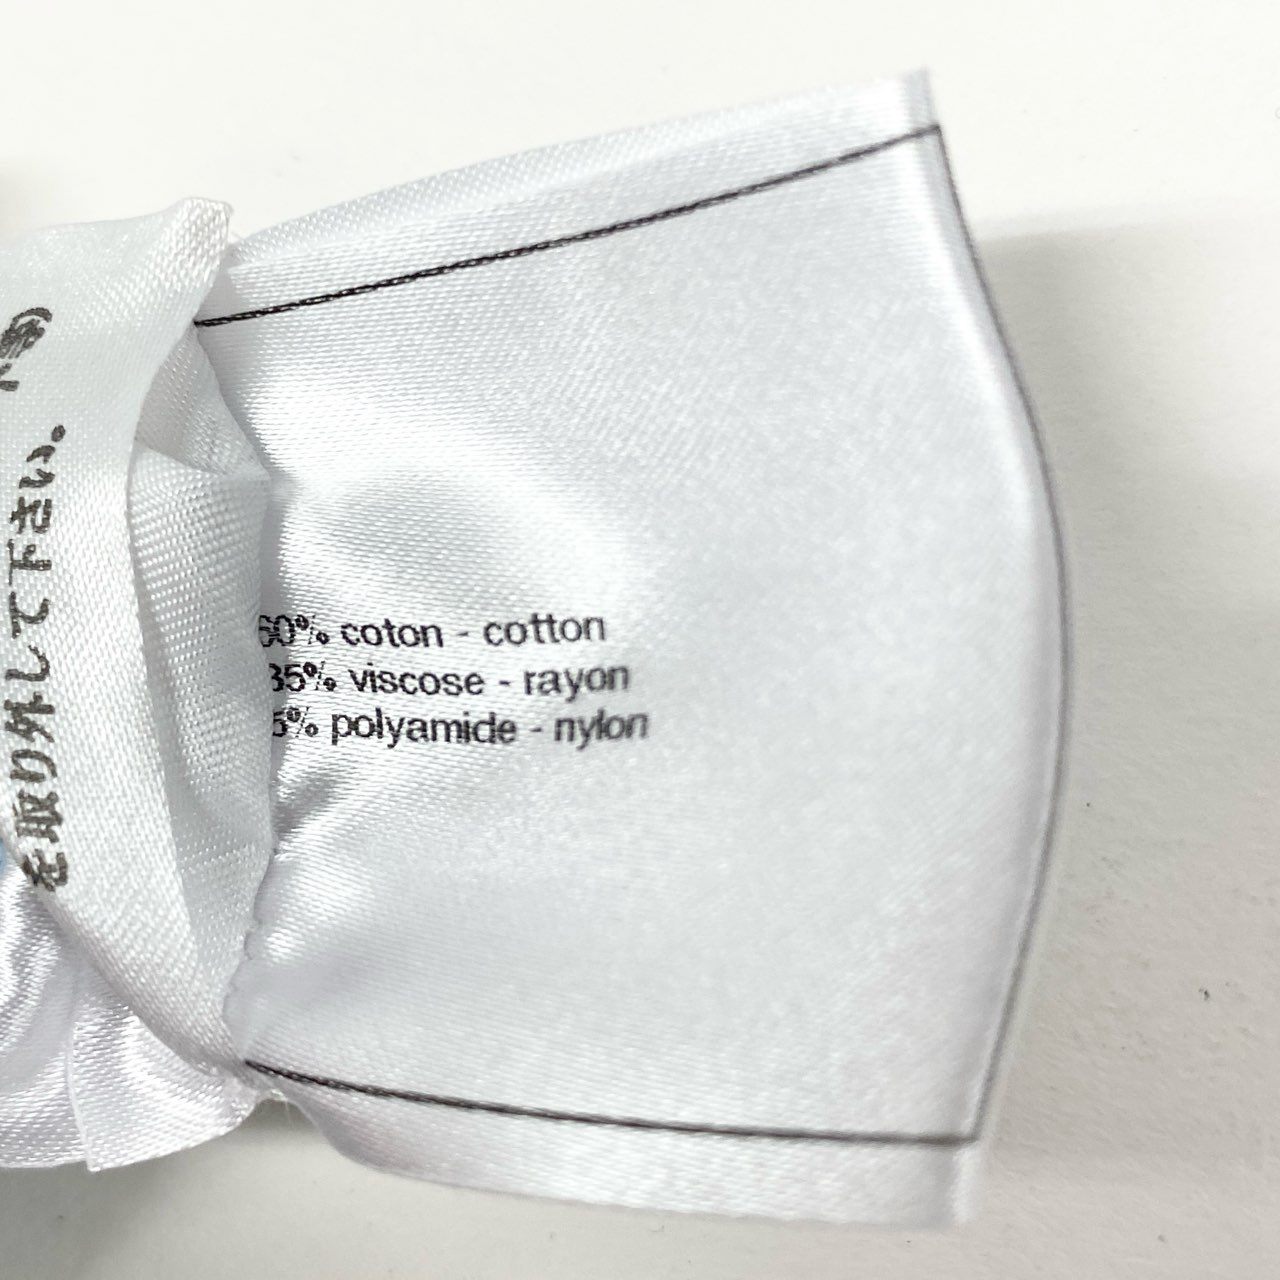 60% coton - cotton
35% viscose - rayon
5% polyamide - nylon
を取り外して下さい。